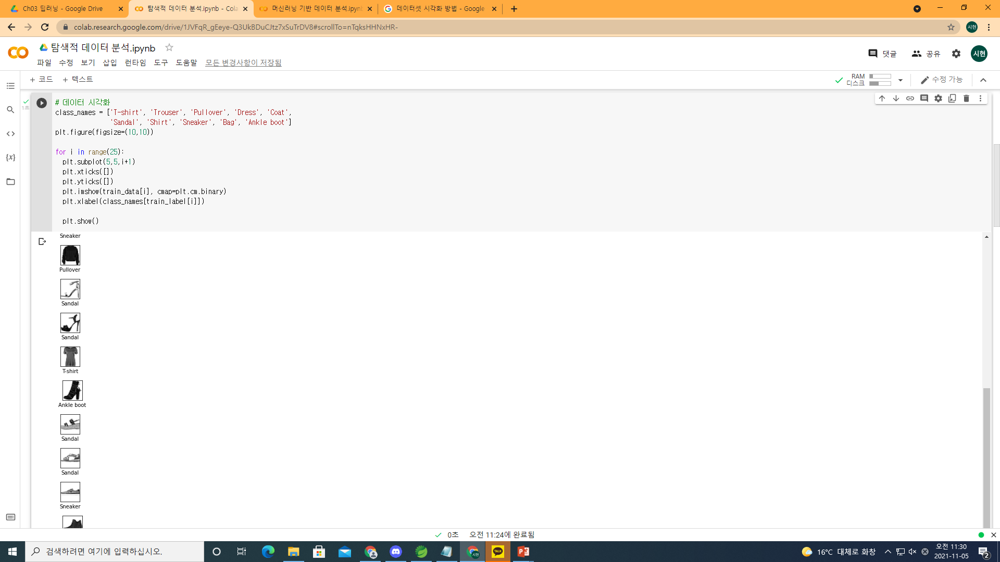 Ch03 딥러닝 - Google Drive
탐색적 데이터 분석.ipynb - Cola
머신러닝 기반 데이터 분석.ipynb
데이터셋 시각화 방법 - Google
colab.research.google.com/drive/1JVFqR_gEeye-Q3UkBDuCJtz7xSuTrDV8#scrollTo=nTqksHHNxHR-
시현
CO
탐색적 데이터 분석.ipynb
댓글
공유
시현
파일 수정 보기 삽입 런타임 도구 도움말 모든 변경사항이 저장됨
+ 코드 + 텍스트
RAM
디스크
수정 가능
1초
{x}
# 데이터 시각화
class_names = ['T-shirt', 'Trouser', 'Pullover', 'Dress', 'Coat',
'Sandal', 'Shirt', 'Sneaker', 'Bag', 'Ankle boot']
plt.figure(figsize=(10,10))
for i in range(25):
plt.subplot(5,5,i+1)
plt.xticks([])
plt.yticks([])
plt.imshow(train_data[i], cmap=plt.cm.binary)
plt.xlabel(class_names[train_label[i]])
plt.show()
Sneaker
Pullover
Sandal
Sandal
T-shirt
Ankle boot
Sandal
Sandal
Sneaker
0초 오전 11:24에 완료됨
검색하려면 여기에 입력하십시오.
시현
TALK
16°C 대체로 화창
오전 11:30
2021-11-05
2